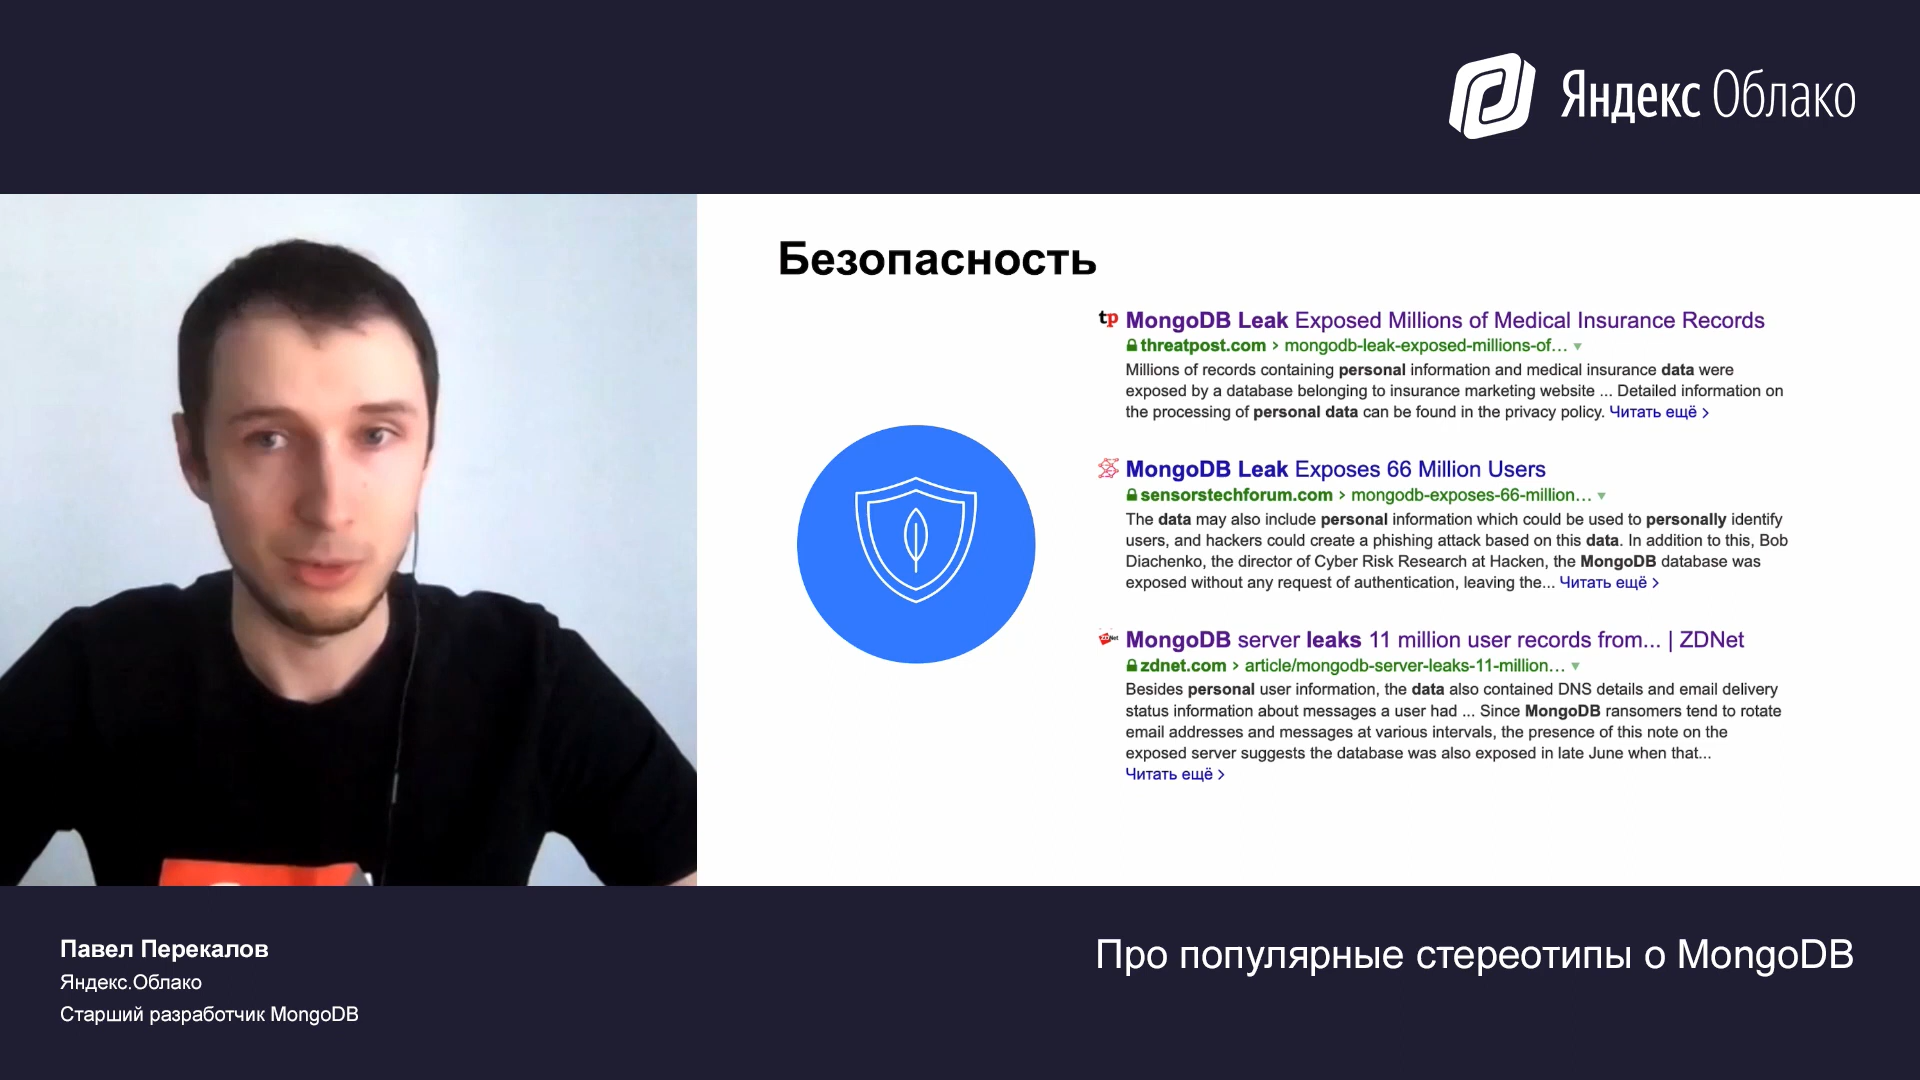 Яндекс Облако
Безопасность
tp MongoDB Leak Exposed Millions of Medical Insurance Records
threatpost.com › mongodb-leak-exposed-millions-of...
Millions of records containing personal information and medical insurance data were
exposed by a database belonging to insurance marketing website ... Detailed information on
the processing of personal data can be found in the privacy policy. Читать ещё ›
MongoDB Leak Exposes 66 Million Users
sensorstechforum.com › mongodb-exposes-66-million...
The data may also include personal information which could be used to personally identify
users, and hackers could create a phishing attack based on this data. In addition to this, Bob
Diachenko, the director of Cyber Risk Research at Hacken, the MongoDB database was
exposed without any request of authentication, leaving the... Читать ещё ›
ZDNet MongoDB server leaks 11 million user records from... | ZDNet
zdnet.com › article/mongodb-server-leaks-11-million...
Besides personal user information, the data also contained DNS details and email delivery
status information about messages a user had ... Since MongoDB ransomers tend to rotate
email addresses and messages at various intervals, the presence of this note on the
exposed server suggests the database was also exposed in late June when that...
Читать ещё ›
Павел Перекалов
Яндекс.Облако
Старший разработчик MongoDB
Про популярные стереотипы о MongoDB